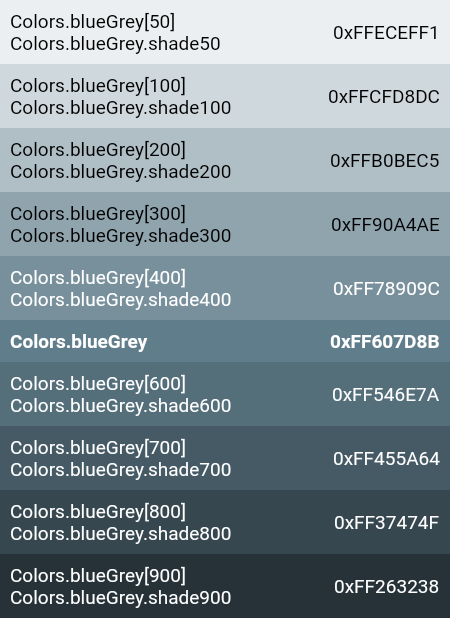 Colors.blueGrey[50]
Colors.blueGrey.shade50
0xFFECEFF1
Colors.blueGrey[100]
Colors.blueGrey.shade100
0xFFCFD8DC
Colors.blueGrey[200]
Colors.blueGrey.shade200
0xFFB0BEC5
Colors.blueGrey[300]
Colors.blueGrey.shade300
0xFF90A4AE
Colors.blueGrey[400]
Colors.blueGrey.shade400
0xFF78909C
Colors.blueGrey
0xFF607D8B
Colors.blueGrey[600]
Colors.blueGrey.shade600
0xFF546E7A
Colors.blueGrey[700]
Colors.blueGrey.shade700
0xFF455A64
Colors.blueGrey[800]
Colors.blueGrey.shade800
0xFF37474F
Colors.blueGrey[900]
Colors.blueGrey.shade900
0xFF263238